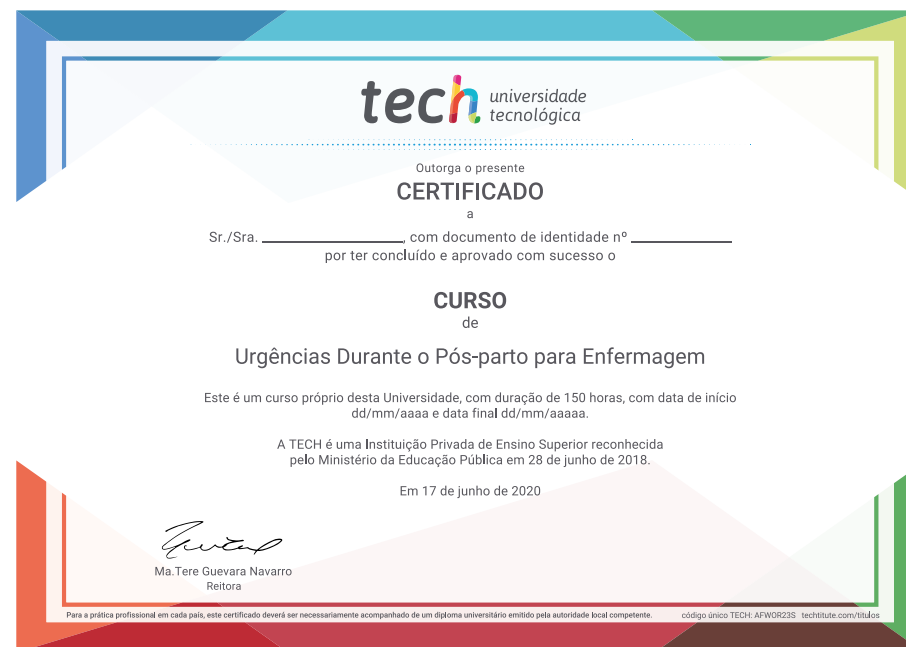 tech universidade
tecnológica
Outorga o presente
CERTIFICADO
a
Sr./Sra. ____________________, com documento de identidade nº ______________
por ter concluído e aprovado com sucesso o
CURSO
de
Urgências Durante o Pós-parto para Enfermagem
Este é um curso próprio desta Universidade, com duração de 150 horas, com data de início
dd/mm/aaaa e data final dd/mm/aaaaa.
A TECH é uma Instituição Privada de Ensino Superior reconhecida
pelo Ministério da Educação Pública em 28 de junho de 2018.
Em 17 de junho de 2020
Ma.Tere Guevara Navarro
Reitora
Para a prática profissional em cada país, este certificado deverá ser necessariamente acompanhado de um diploma universitário emitido pela autoridade local competente. código único TECH: AFWOR23S techtitute.com/titulos